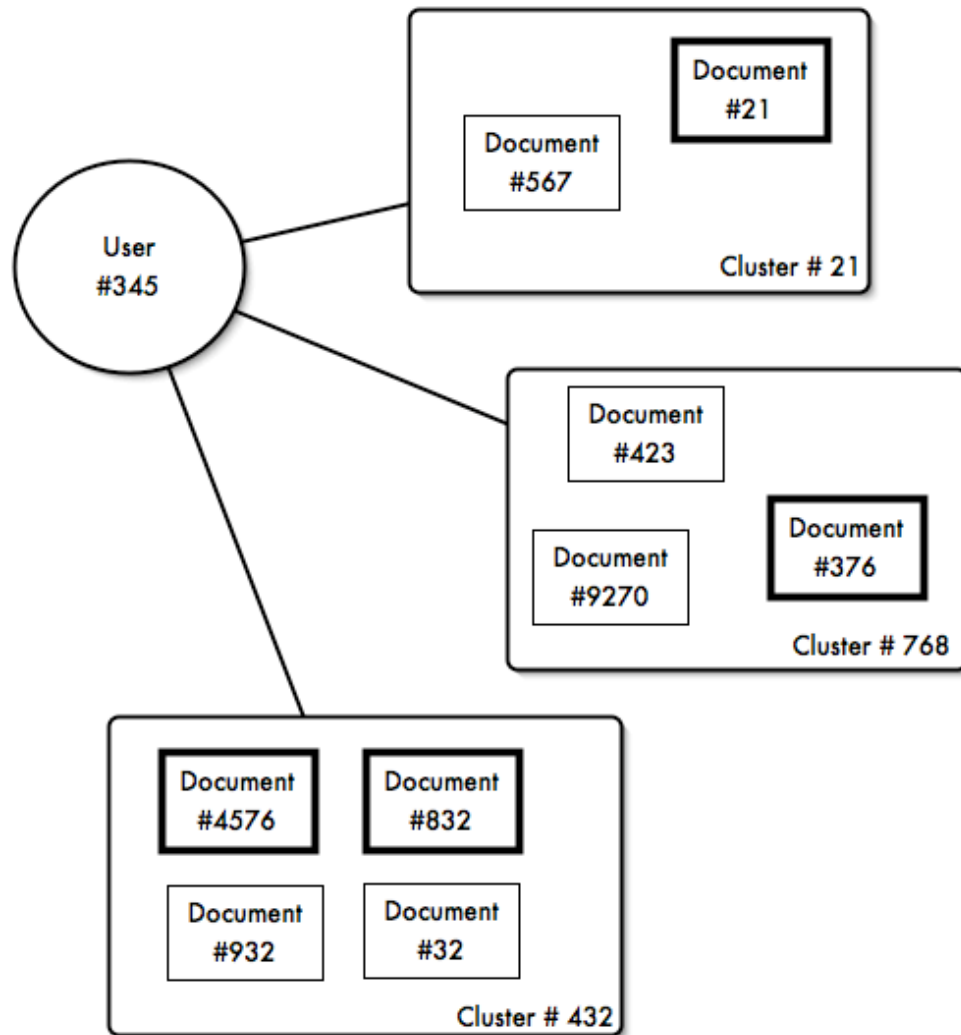 Document
#21
Document
#567
Cluster # 21
User
#345
Document
#423
Document
#376
Document
#9270
Cluster # 768
Document
#4576
Document
#832
Document
#932
Document
#32
Cluster # 432